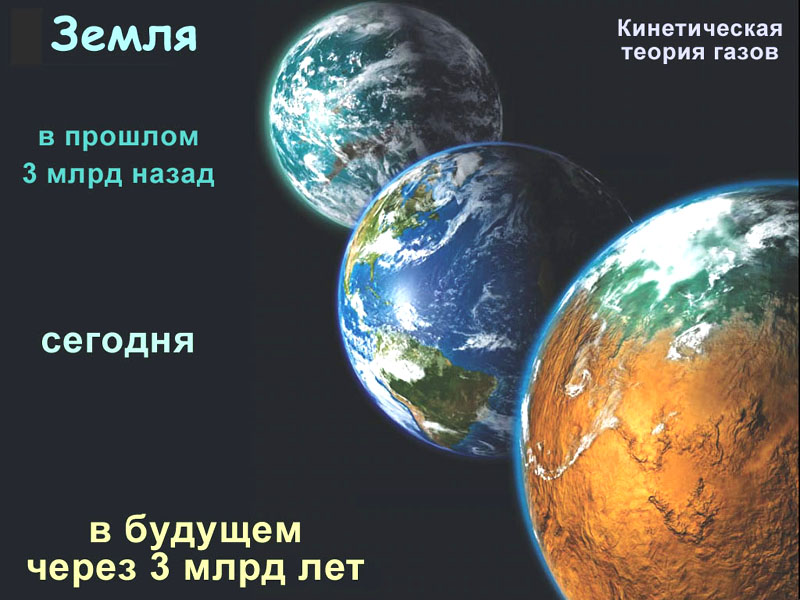 Земля
Кинетическая
теория газов
в прошлом
3 млрд назад
сегодня
в будущем
через 3 млрд лет